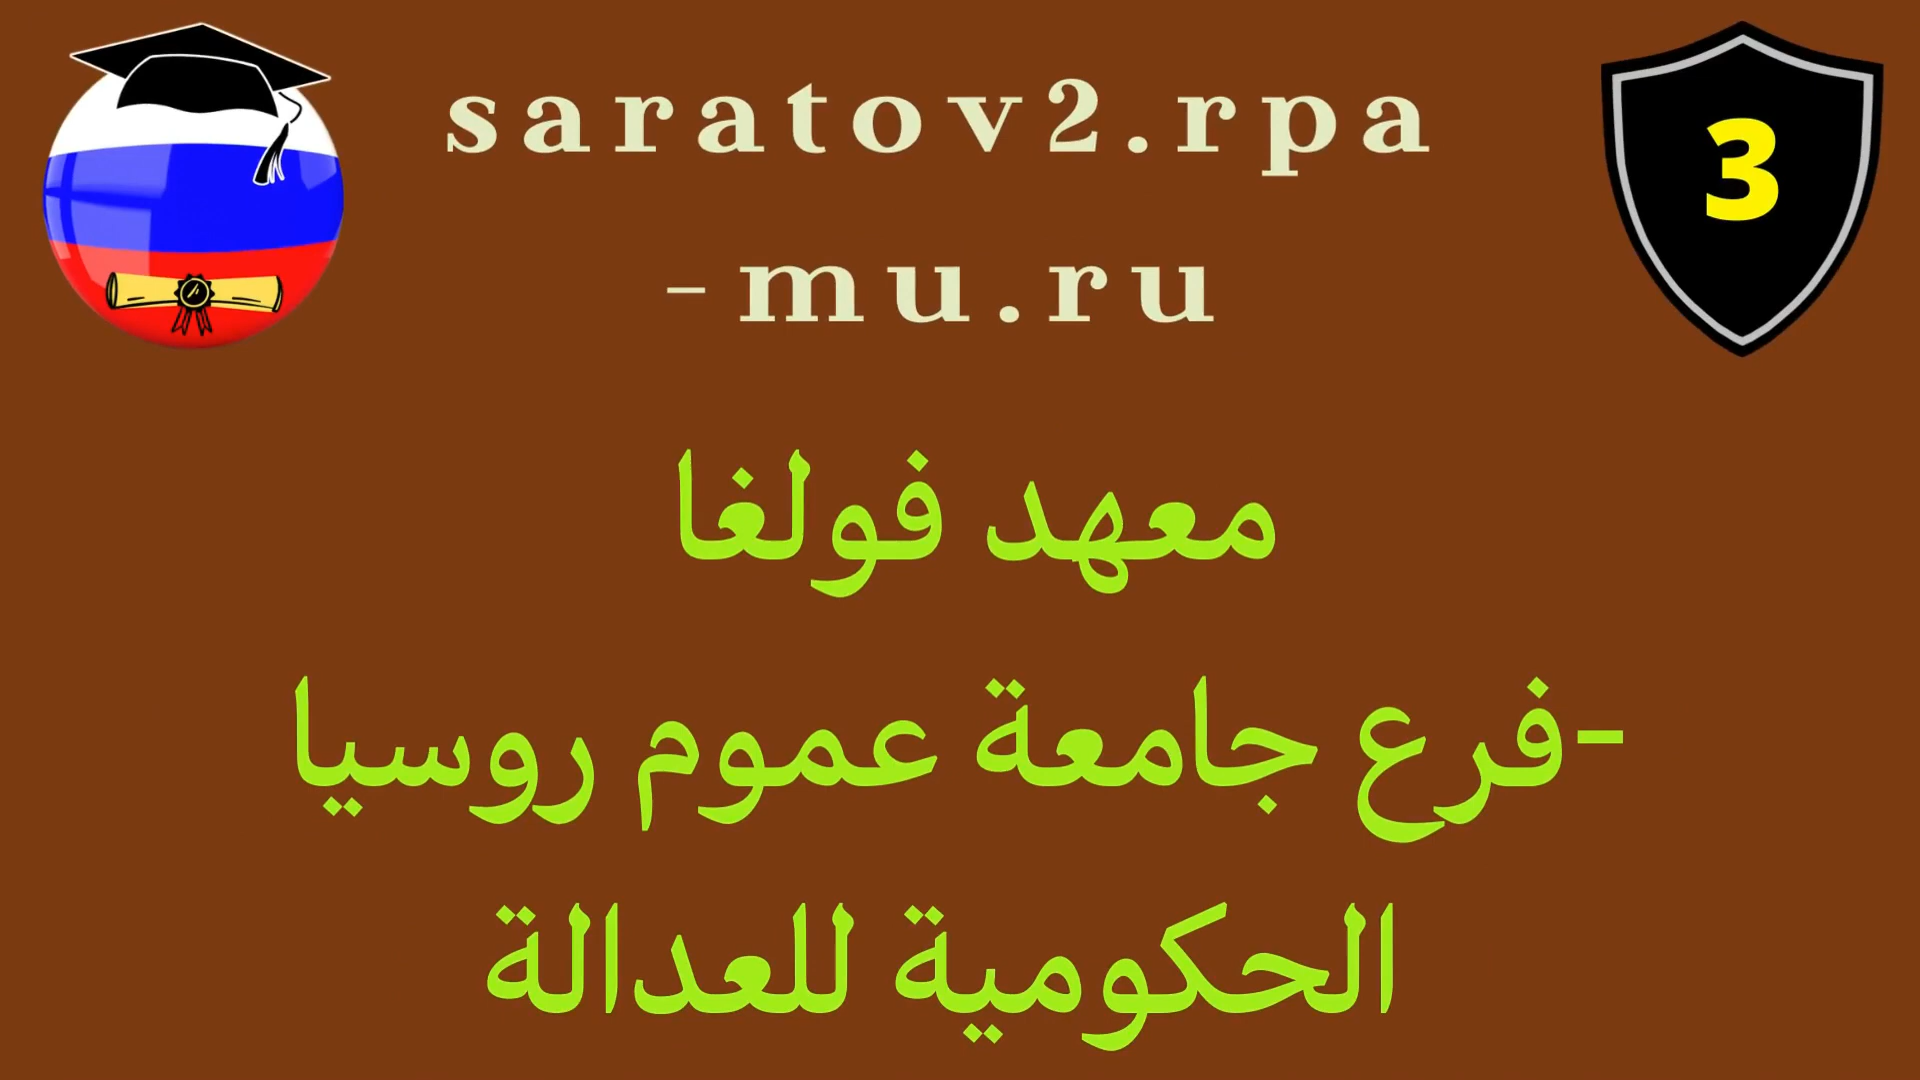 saratov2.rpa
-mu.ru
3
معهد فولغا
-فرع جامعة عموم روسيا
الحكومية للعدالة